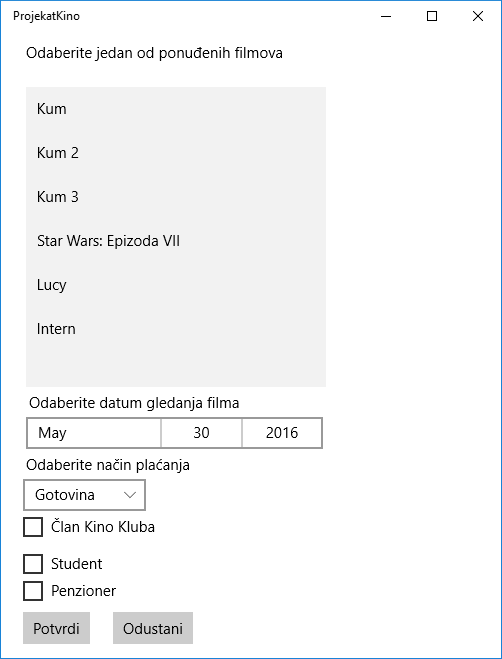 ProjekatKino
Odaberite jedan od ponuđenih filmova
Kum
Kum 2
Kum 3
Star Wars: Epizoda VII
Lucy
Intern
Odaberite datum gledanja filma
May 30 2016
Odaberite način plaćanja
Gotovina
Član Kino Kluba
Student
Penzioner
Potvrdi Odustani